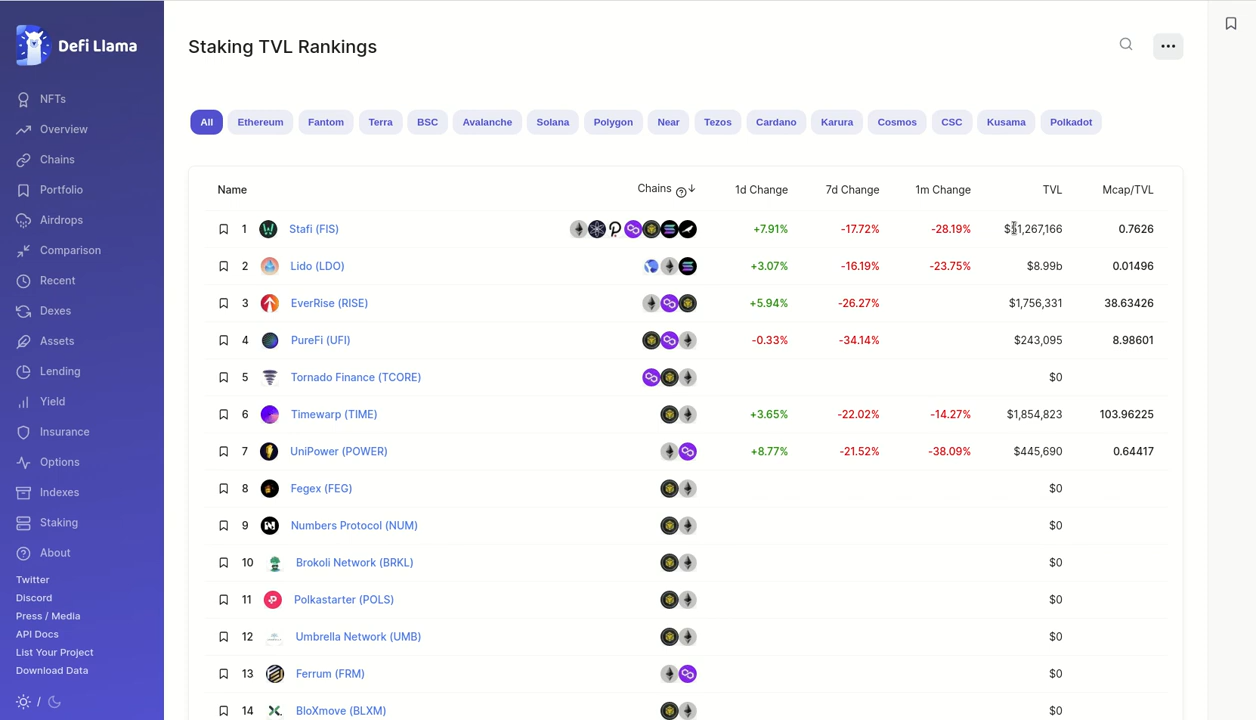 Defi Llama
NFTs
Overview
Chains
Portfolio
Airdrops
Comparison
Recent
Dexes
Assets
Lending
Yield
Insurance
Options
Indexes
Staking
About
Twitter
Discord
Press / Media
API Docs
List Your Project
Download Data
/
Staking TVL Rankings
All Ethereum Fantom Terra BSC Avalanche Solana Polygon Near Tezos Cardano Karura Cosmos CSC Kusama Polkadot
Name Chains 1d Change 7d Change 1m Change TVL Mcap/TVL
1 Stafi (FIS) +7.91% -17.72% -28.19% 0.7626
2 Lido (LDO) +3.07% -16.19% -23.75% $8.99b 0.01496
3 EverRise (RISE) +5.94% -26.27% $1,756,331 38.63426
4 PureFi (UFI) -0.33% -34.14% $243,095 8.98601
5 Tornado Finance (TCORE) $0
6 Timewarp (TIME) +3.65% -22.02% -14.27% $1,854,823 103.96225
7 UniPower (POWER) +8.77% -21.52% -38.09% $445,690 0.64417
8 Fegex (FEG) $0
9 Numbers Protocol (NUM) $0
10 Brokoli Network (BRKL) $0
11 Polkastarter (POLS) $0
12 Umbrella Network (UMB) $0
13 Ferrum (FRM) $0
14 BloXmove (BLXM) $0